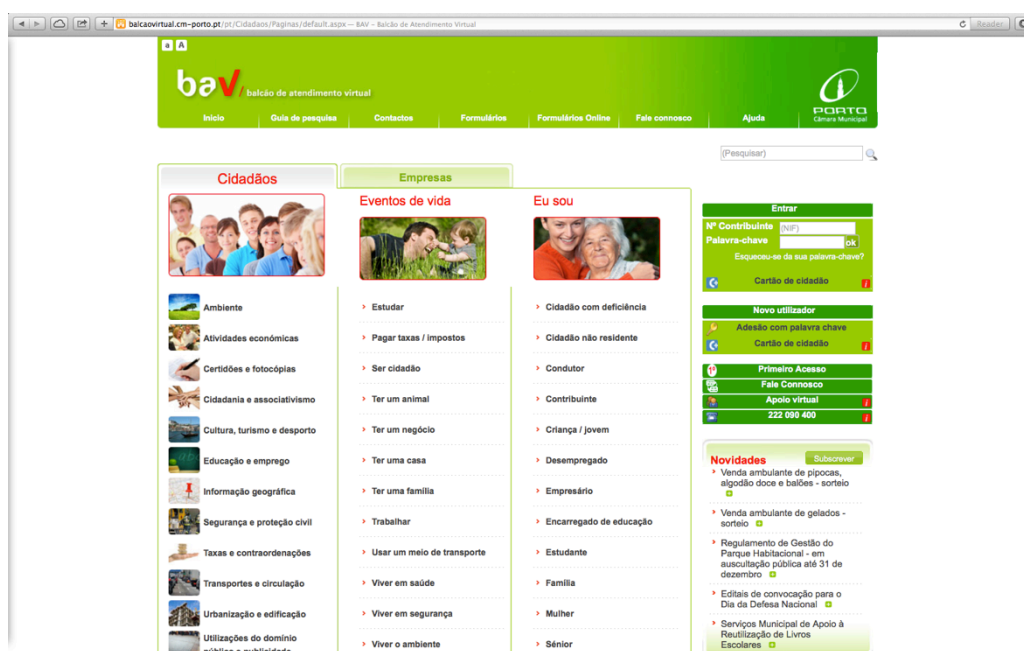 balcaovirtual.cm-porto.pt/pt/Cidadaos/Paginas/default.aspx — BAV - Balcão de Atendimento Virtual
Reader
a A
bav/ balcão de atendimento virtual
PORTO
Câmara Municipal
Início
Guia de pesquisa
Contactos
Formulários
Formulários Online
Fale connosco
Ajuda
(Pesquisar)
Cidadãos
Empresas
Eventos de vida
Eu sou
Ambiente
Atividades económicas
Certidões e fotocópias
Cidadania e associativismo
Cultura, turismo e desporto
Educação e emprego
Informação geográfica
Segurança e proteção civil
Taxas e contraordenações
Transportes e circulação
Urbanização e edificação
Utilizações do domínio
público e publicidade
Estudar
Pagar taxas / impostos
Ser cidadão
Ter um animal
Ter um negócio
Ter uma casa
Ter uma família
Trabalhar
Usar um meio de transporte
Viver em saúde
Viver em segurança
Viver o ambiente
Cidadão com deficiência
Cidadão não residente
Condutor
Contribuinte
Criança / jovem
Desempregado
Empresário
Encarregado de educação
Estudante
Família
Mulher
Sénior
Entrar
Nº Contribuinte (NIF)
Palavra-chave ok
Esqueceu-se da sua palavra-chave?
Cartão de cidadão
Novo utilizador
Adesão com palavra chave
Cartão de cidadão
Primeiro Acesso
Fale Connosco
Apoio virtual
222 090 400
Novidades
Subscrever
Venda ambulante de pipocas,
algodão doce e balões - sorteio
Venda ambulante de gelados -
sorteio
Regulamento de Gestão do
Parque Habitacional - em
auscultação pública até 31 de
dezembro
Editais de convocação para o
Dia da Defesa Nacional
Serviços Municipal de Apoio à
Reutilização de Livros
Escolares